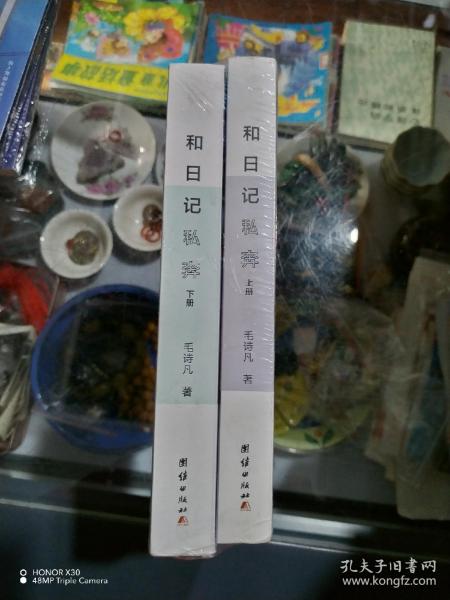 和日记私奔
下册
毛诗凡 著
团结出版社
和日记私奔
上册
毛诗凡 著
团结出版社
HONOR X30
48MP Triple Camera
孔夫子旧书网
www.kongfz.com